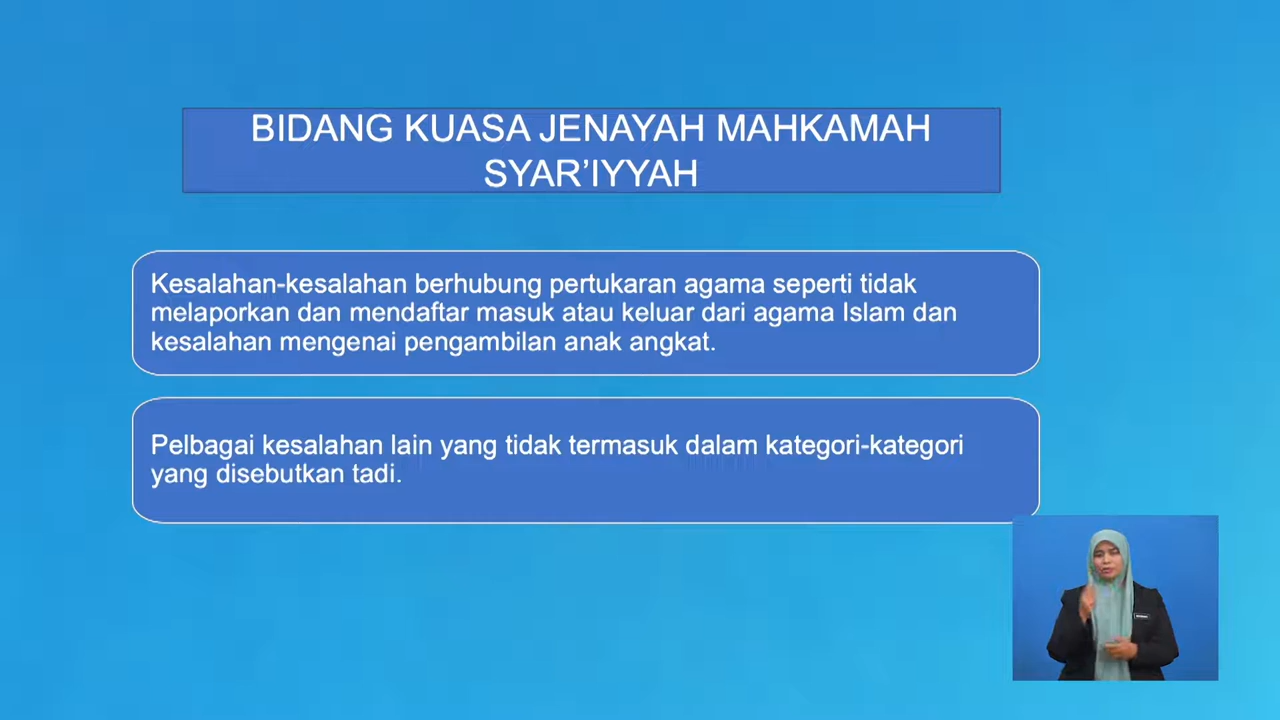 BIDANG KUASA JENAYAH MAHKAMAH
SYAR’IYYAH
Kesalahan-kesalahan berhubung pertukaran agama seperti tidak
melaporkan dan mendaftar masuk atau keluar dari agama Islam dan
kesalahan mengenai pengambilan anak angkat.
Pelbagai kesalahan lain yang tidak termasuk dalam kategori-kategori
yang disebutkan tadi.